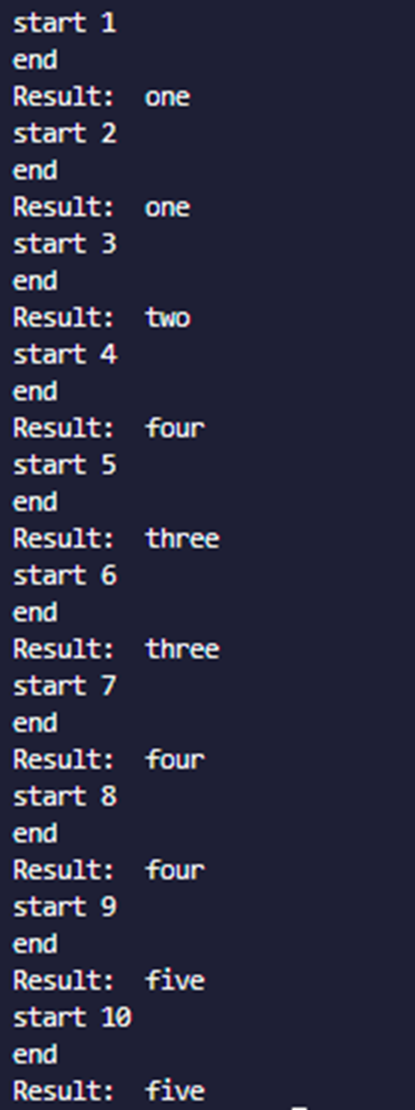 start 1
end
Result:  one
start 2
end
Result:  one
start 3
end
Result:  two
start 4
end
Result:  four
start 5
end
Result:  three
start 6
end
Result:  three
start 7
end
Result:  four
start 8
end
Result:  four
start 9
end
Result:  five
start 10
end
Result:  five